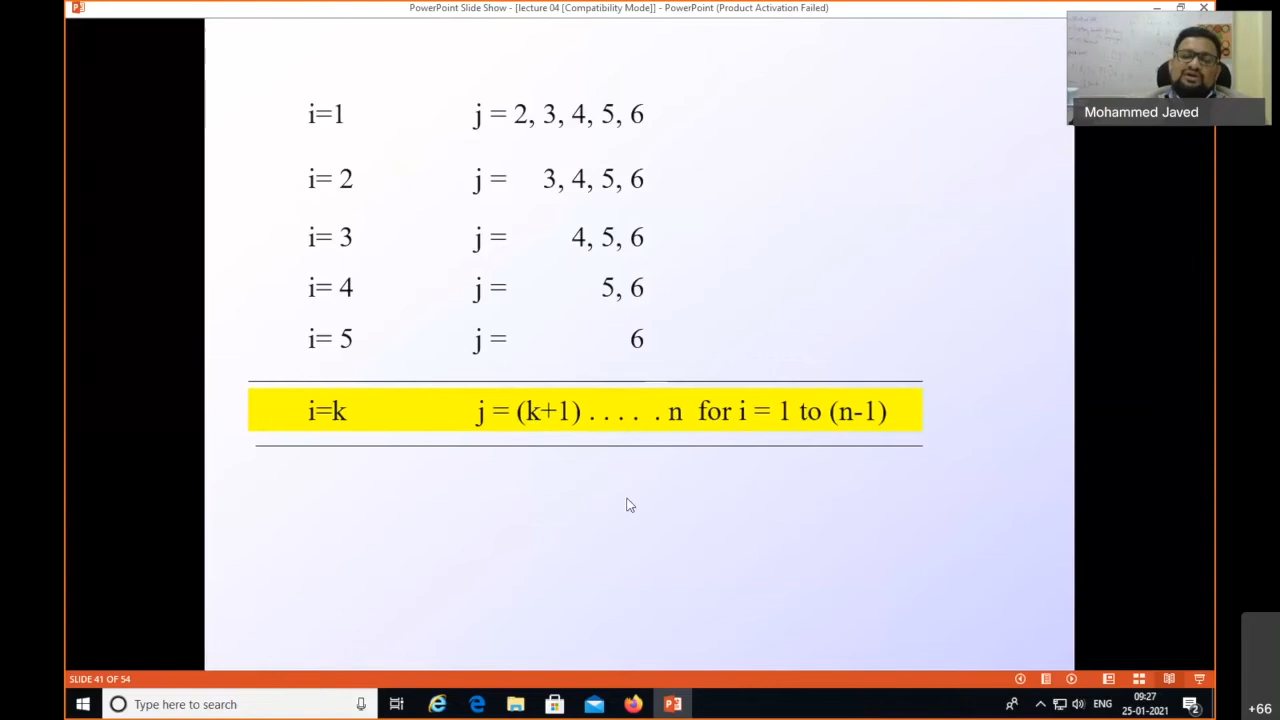 PowerPoint Slide Show - [lecture 04 [Compatibility Mode]] - PowerPoint (Product Activation Failed)
Mohammed Javed
i=1 j = 2, 3, 4, 5, 6
i= 2 j = 3, 4, 5, 6
i= 3 j = 4, 5, 6
i= 4 j = 5, 6
i= 5 j = 6
i=k j = (k+1) . . . . . n for i = 1 to (n-1)
SLIDE 41 OF 54
Type here to search
ENG
09:27
25-01-2021
2
+66